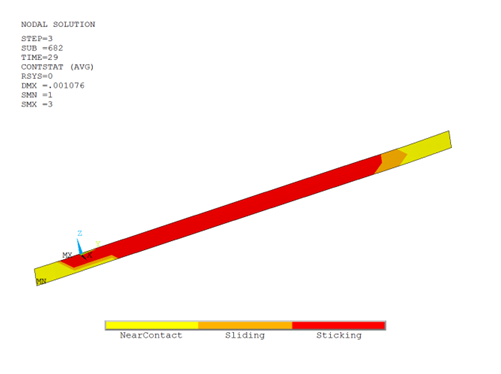 NODAL SOLUTION
STEP=3
SUB =682
TIME=29
CONTSTAT (AVG)
RSYS=0
DMX =.001076
SMN =1
SMX =3
Z
Y
MX
X
MN
NearContact Sliding Sticking